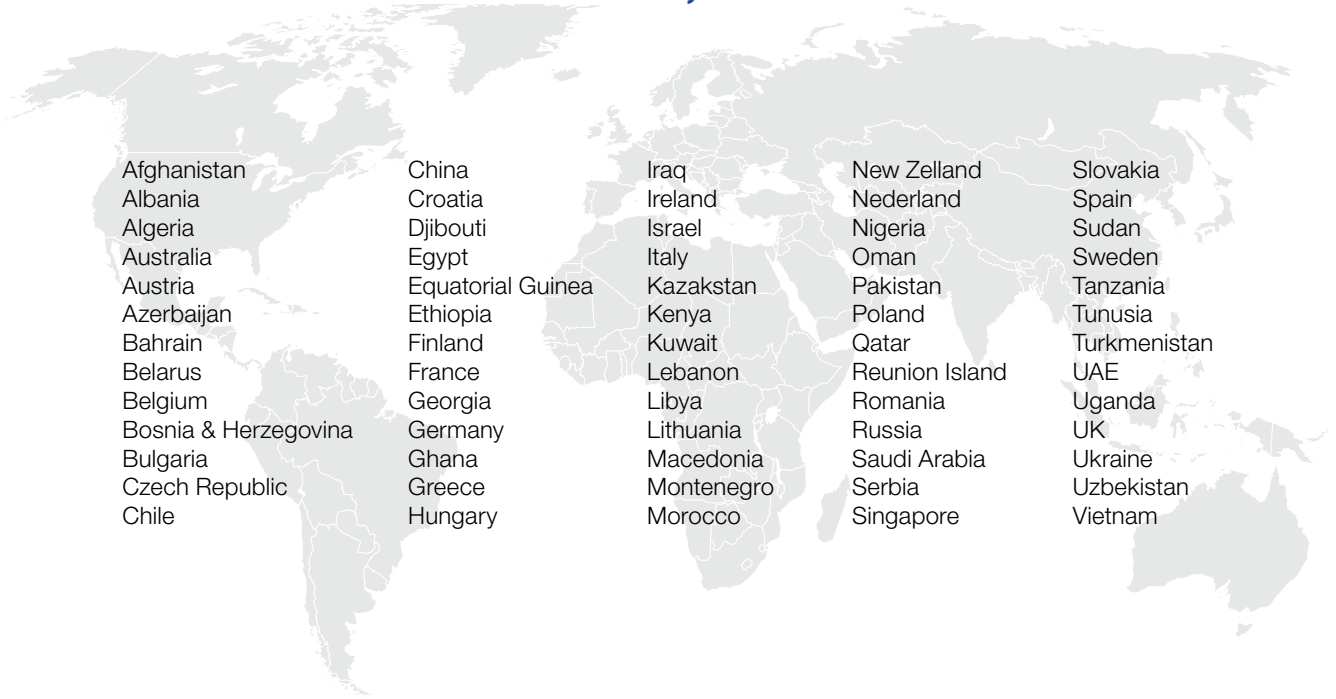 Afghanistan
Albania
Algeria
Australia
Austria
Azerbaijan
Bahrain
Belarus
Belgium
Bosnia & Herzegovina
Bulgaria
Czech Republic
Chile
China
Croatia
Djibouti
Egypt
Equatorial Guinea
Ethiopia
Finland
France
Georgia
Germany
Ghana
Greece
Hungary
Iraq
Ireland
Israel
Italy
Kazakstan
Kenya
Kuwait
Lebanon
Libya
Lithuania
Macedonia
Montenegro
Morocco
New Zelland
Nederland
Nigeria
Oman
Pakistan
Poland
Qatar
Reunion Island
Romania
Russia
Saudi Arabia
Serbia
Singapore
Slovakia
Spain
Sudan
Sweden
Tanzania
Tunusia
Turkmenistan
UAE
Uganda
UK
Ukraine
Uzbekistan
Vietnam